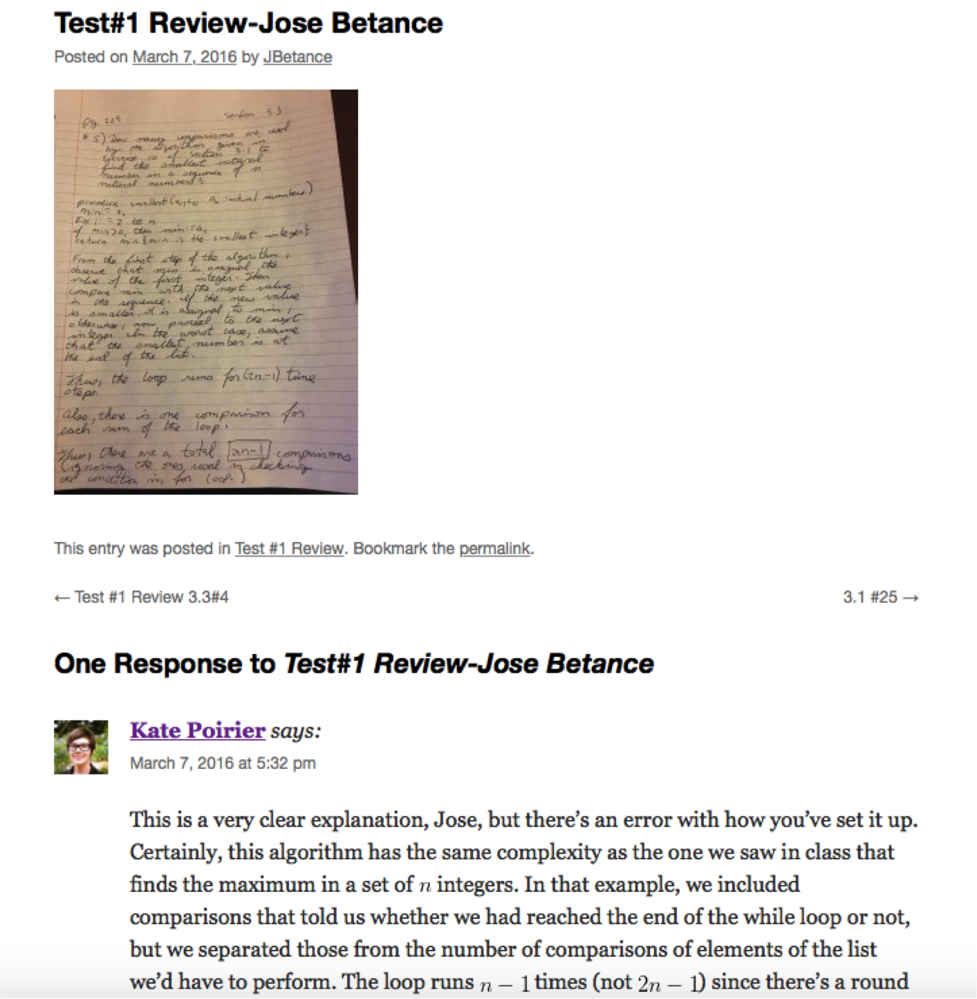 Test#1 Review-Jose Betance
Posted on March 7, 2016 by JBetance
Pg. 229 Section 3.3
# 5) How many comparisons are used
by the algorithm given in
Exercise 10 of Section 3.1 to
find the smallest natural
number in a sequence of n
natural numbers?
procedure smallest ( natural numbers)
min :=
For i := 2 to n
if min > then min :=
return min {min is the smallest integer}
From the first step of the algorithm,
observe that min is assigned the
value of the first integer. Then
compare min with the next value
in the sequence. If the new value
is smaller, it is assigned to min,
otherwise, now proceed to the next
integer. In the worst case, assume
that the smallest number is at
the end of the list.
Thus, the loop runs for (2n-1) time
steps.
Also, there is one comparison for
each run of the loop.
Thus, there are a total 2n-1 comparisons
(ignoring the used checking
condition in for loop.)
This entry was posted in Test #1 Review. Bookmark the permalink.
← Test #1 Review 3.3#4 3.1 #25 →
One Response to Test#1 Review-Jose Betance
Kate Poirier says:
March 7, 2016 at 5:32 pm
This is a very clear explanation, Jose, but there's an error with how you've set it up.
Certainly, this algorithm has the same complexity as the one we saw in class that
finds the maximum in a set of n integers. In that example, we included
comparisons that told us whether we had reached the end of the while loop or not,
but we separated those from the number of comparisons of elements of the list
we'd have to perform. The loop runs n − 1 times (not 2n − 1) since there's a round